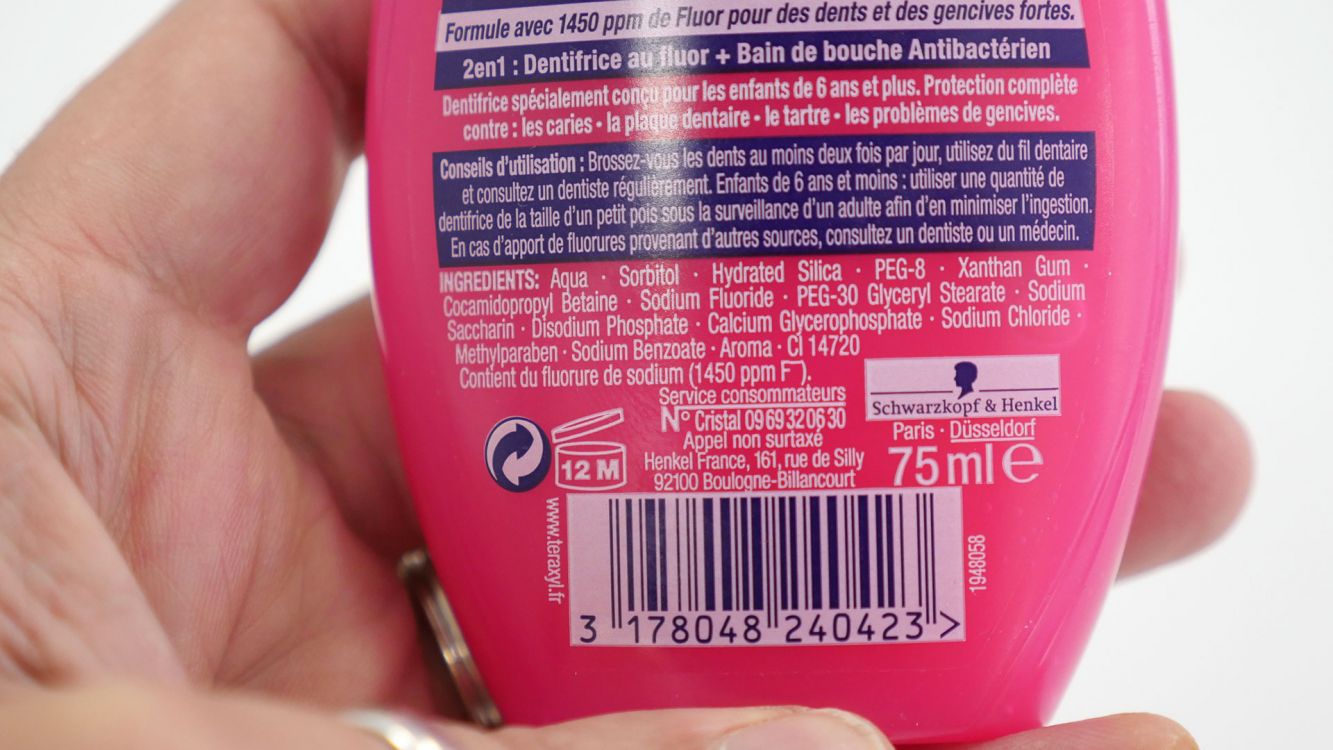 Formule avec 1450 ppm de Fluor pour des dents et des gencives fortes.
2en1 : Dentifrice au fluor + Bain de bouche Antibactérien
Dentifrice spécialement conçu pour les enfants de 6 ans et plus. Protection complète
contre : les caries • la plaque dentaire • le tartre • les problèmes de gencives.
Conseils d'utilisation : Brossez-vous les dents au moins deux fois par jour, utilisez du fil dentaire
et consultez un dentiste régulièrement. Enfants de 6 ans et moins : utiliser une quantité de
dentifrice de la taille d'un petit pois sous la surveillance d'un adulte afin d'en minimiser l'ingestion.
En cas d'apport de fluorures provenant d'autres sources, consultez un dentiste ou un médecin.
INGREDIENTS: Aqua · Sorbitol · Hydrated Silica · PEG-8 · Xanthan Gum ·
Cocamidopropyl Betaine · Sodium Fluoride · PEG-30 Glyceryl Stearate · Sodium
Saccharin · Disodium Phosphate · Calcium Glycerophosphate · Sodium Chloride ·
Methylparaben · Sodium Benzoate · Aroma · CI 14720
Contient du fluorure de sodium (1450 ppm F⁻).
Service consommateurs
N° Cristal 0969320630
Appel non surtaxé
Henkel France, 161, rue de Silly
92100 Boulogne-Billancourt
Schwarzkopf & Henkel
Paris · Düsseldorf
75 ml e
12 M
www.teraxyl.fr
1948058
3 178048 240423 >